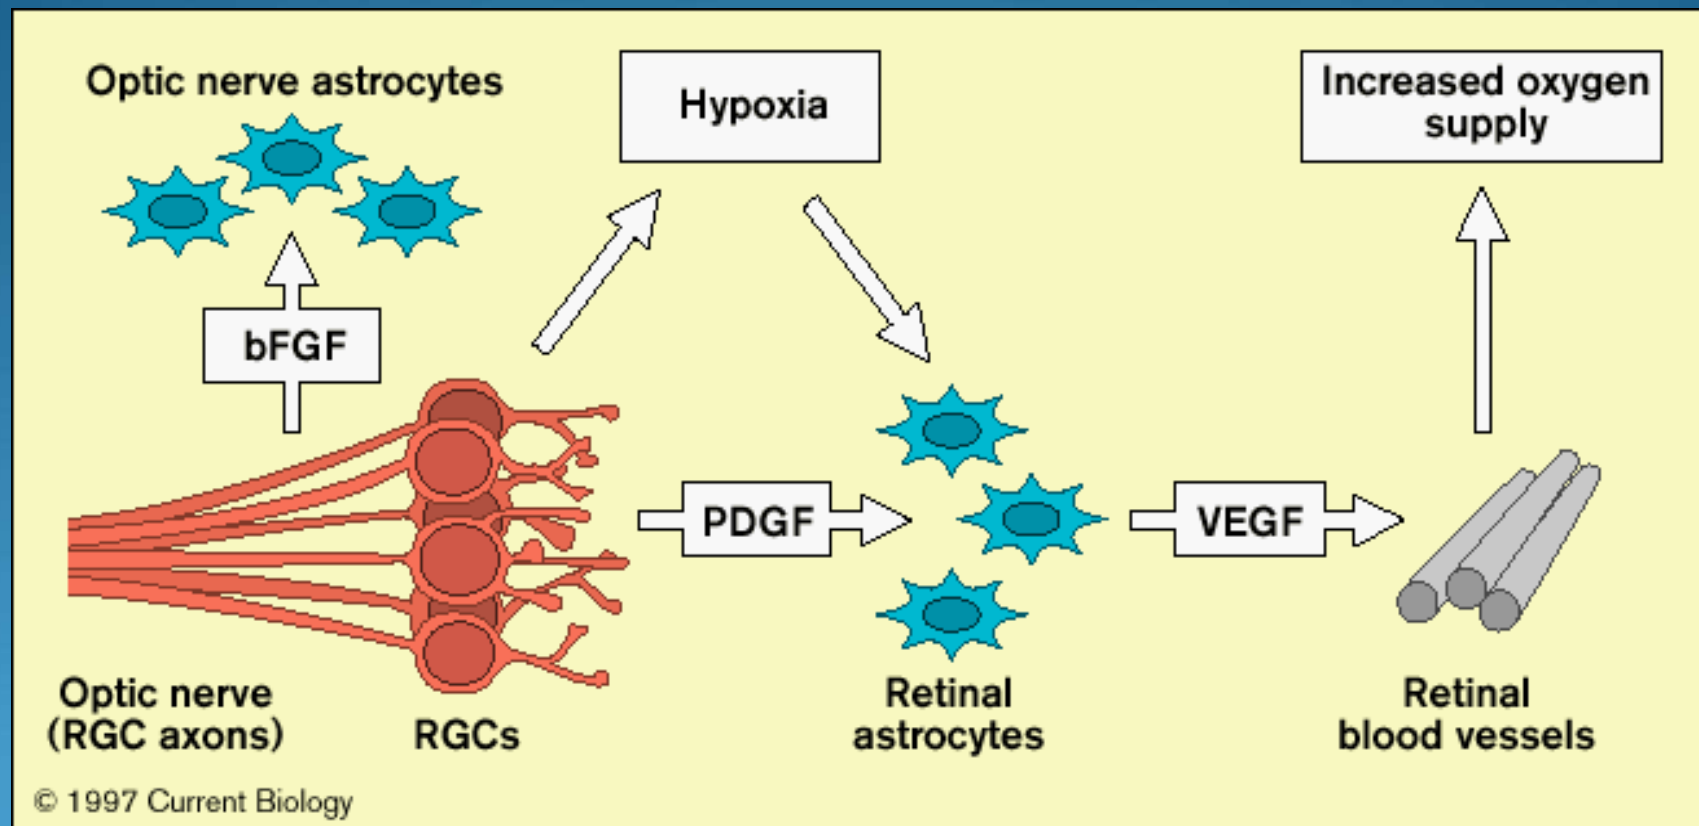 Optic nerve astrocytes
Hypoxia
Increased oxygen
supply
bFGF
PDGF
VEGF
Optic nerve
(RGC axons)
RGCs
Retinal
astrocytes
Retinal
blood vessels
© 1997 Current Biology